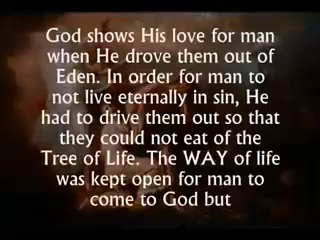 God shows His love for man
when He drove them out of
Eden. In order for man to
not live eternally in sin, He
had to drive them out so that
they could not eat of the
Tree of Life. The WAY of life
was kept open for man to
come to God but